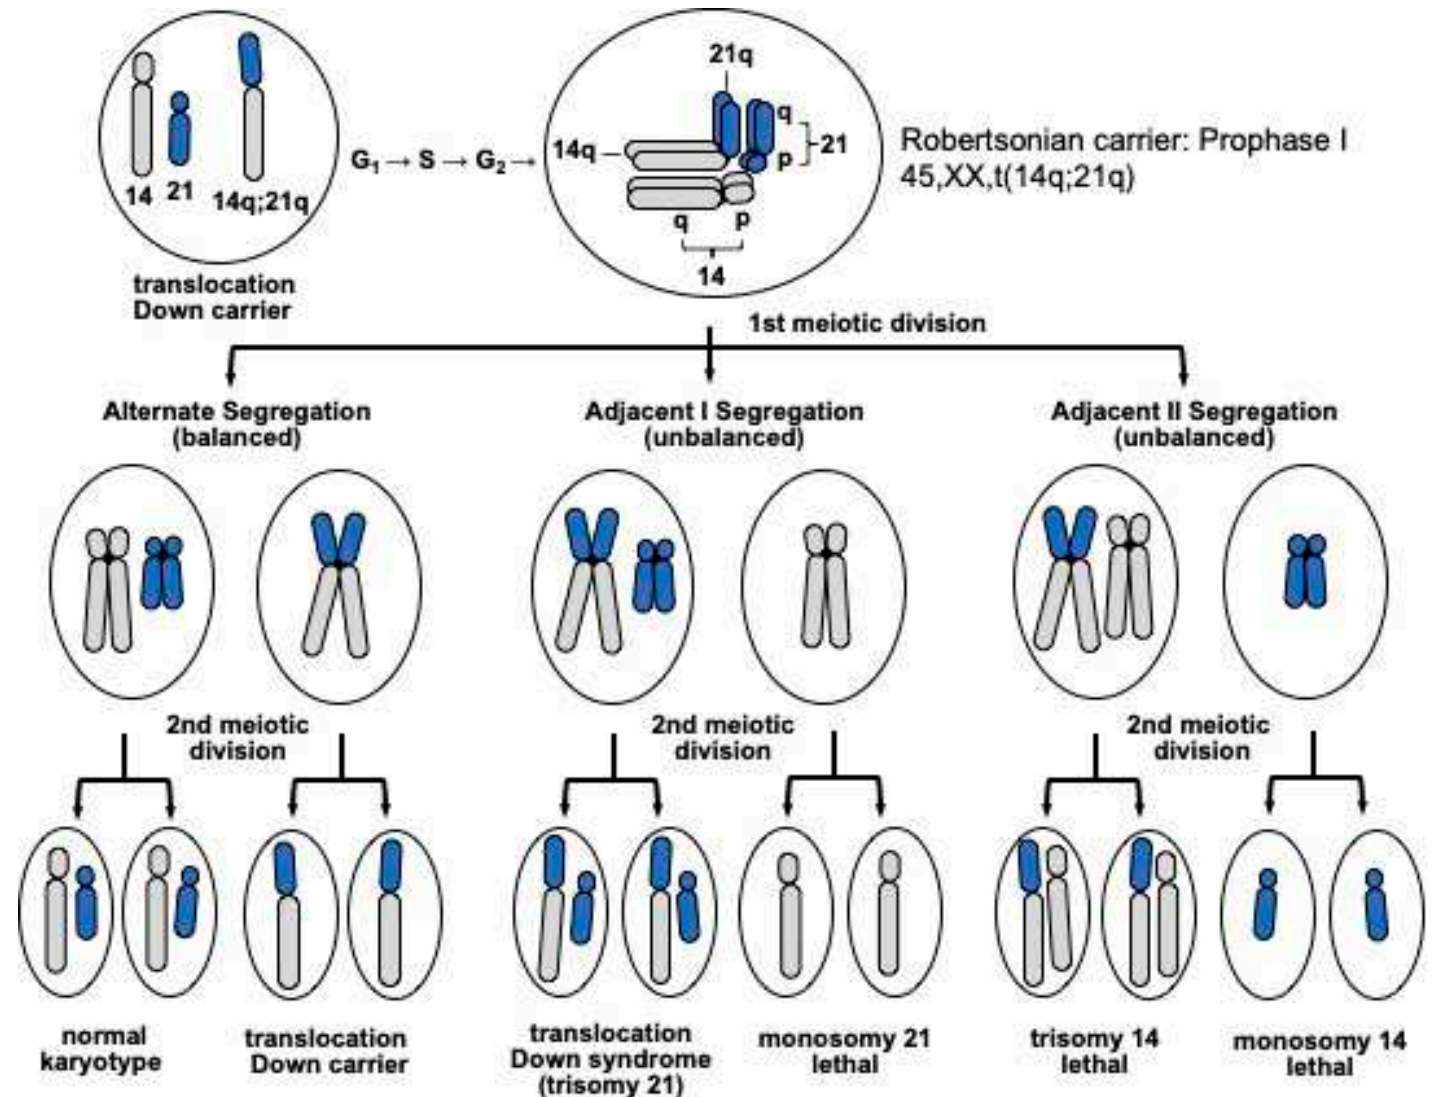 14
21
14q;21q
translocation
Down carrier
G1 → S → G2 →
21q
14q
q
p
21
q
p
14
Robertsonian carrier: Prophase I
45,XX,t(14q;21q)
1st meiotic division
Alternate Segregation
(balanced)
Adjacent I Segregation
(unbalanced)
Adjacent II Segregation
(unbalanced)
2nd meiotic
division
2nd meiotic
division
2nd meiotic
division
normal
karyotype
translocation
Down carrier
translocation
Down syndrome
(trisomy 21)
monosomy 21
lethal
trisomy 14
lethal
monosomy 14
lethal